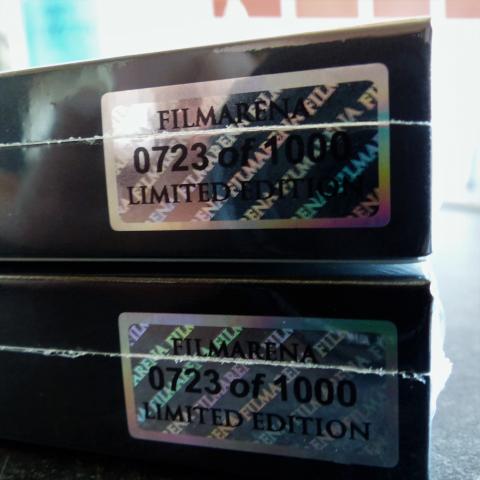 FILMARENA
0723 of 1000
LIMITED EDITION
FILMARENA
0723 of 1000
LIMITED EDITION